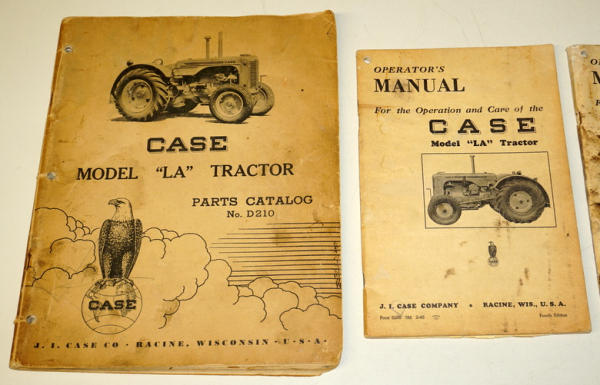 CASE
MODEL "LA" TRACTOR
PARTS CATALOG
No. D210
CASE
J. I. CASE CO · RACINE, WISCONSIN · U·S·A·
OPERATOR'S
MANUAL
For the Operation and Care of the
CASE
Model "LA" Tractor
J. I. CASE COMPANY • RACINE, WIS., U. S. A.
Fourth Edition